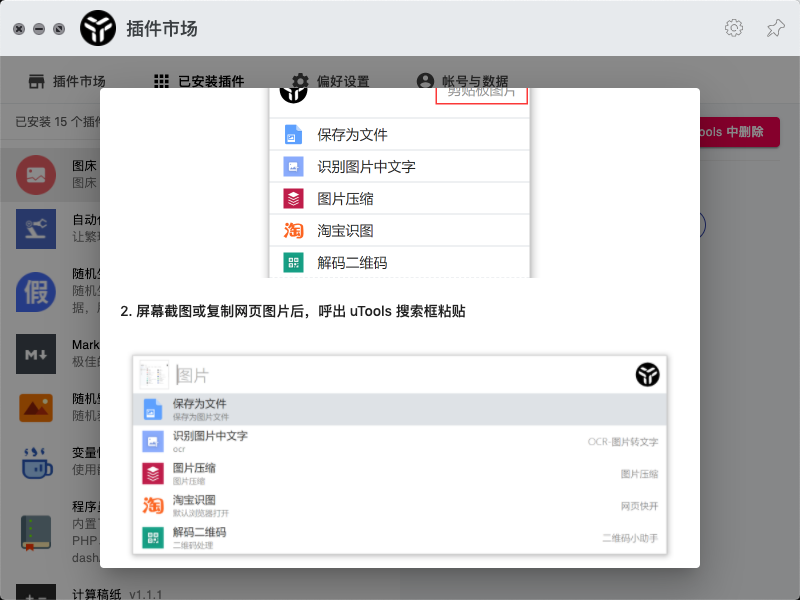 插件市场
插件市场
已安装插件
偏好设置
帐号与数据
已安装 15 个插件
ools 中删除
图床
图床
自动
让繁
随机
随机
据，
Mark
极佳的
随机
随机
变量
使用
程序
内置
PHP
dash
计算稿纸 v1.1.1
剪贴板图片
保存为文件
识别图片中文字
图片压缩
淘宝识图
解码二维码
2. 屏幕截图或复制网页图片后，呼出 uTools 搜索框粘贴
图片
保存为文件
保存为图片文件
识别图片中文字
ocr
OCR-图片转文字
图片压缩
图片压缩
图片压缩
淘宝识图
默认浏览器打开
网页快开
解码二维码
二维码处理
二维码小助手